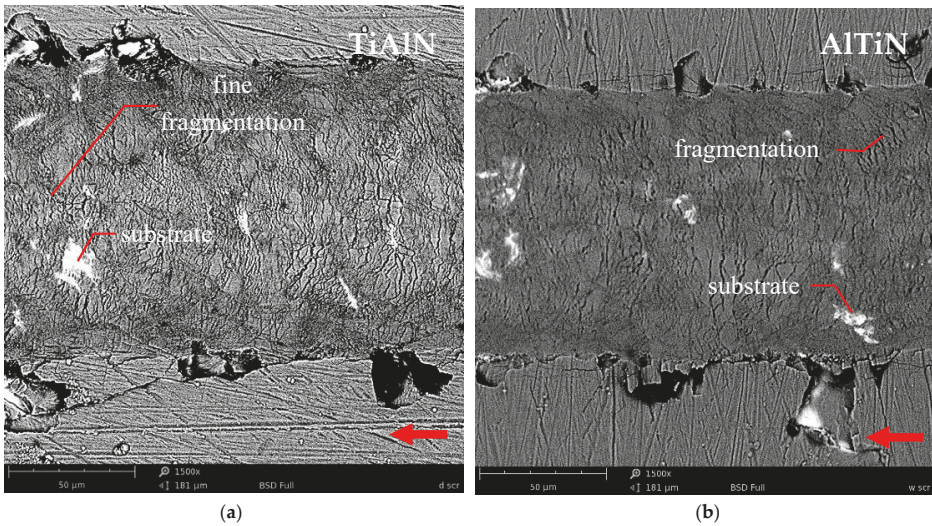 TiAlN
fine
fragmentation
substrate
50 µm
1500x
181 µm
BSD Full
d scr
(a)
AlTiN
fragmentation
substrate
50 µm
1500x
181 µm
BSD Full
w scr
(b)